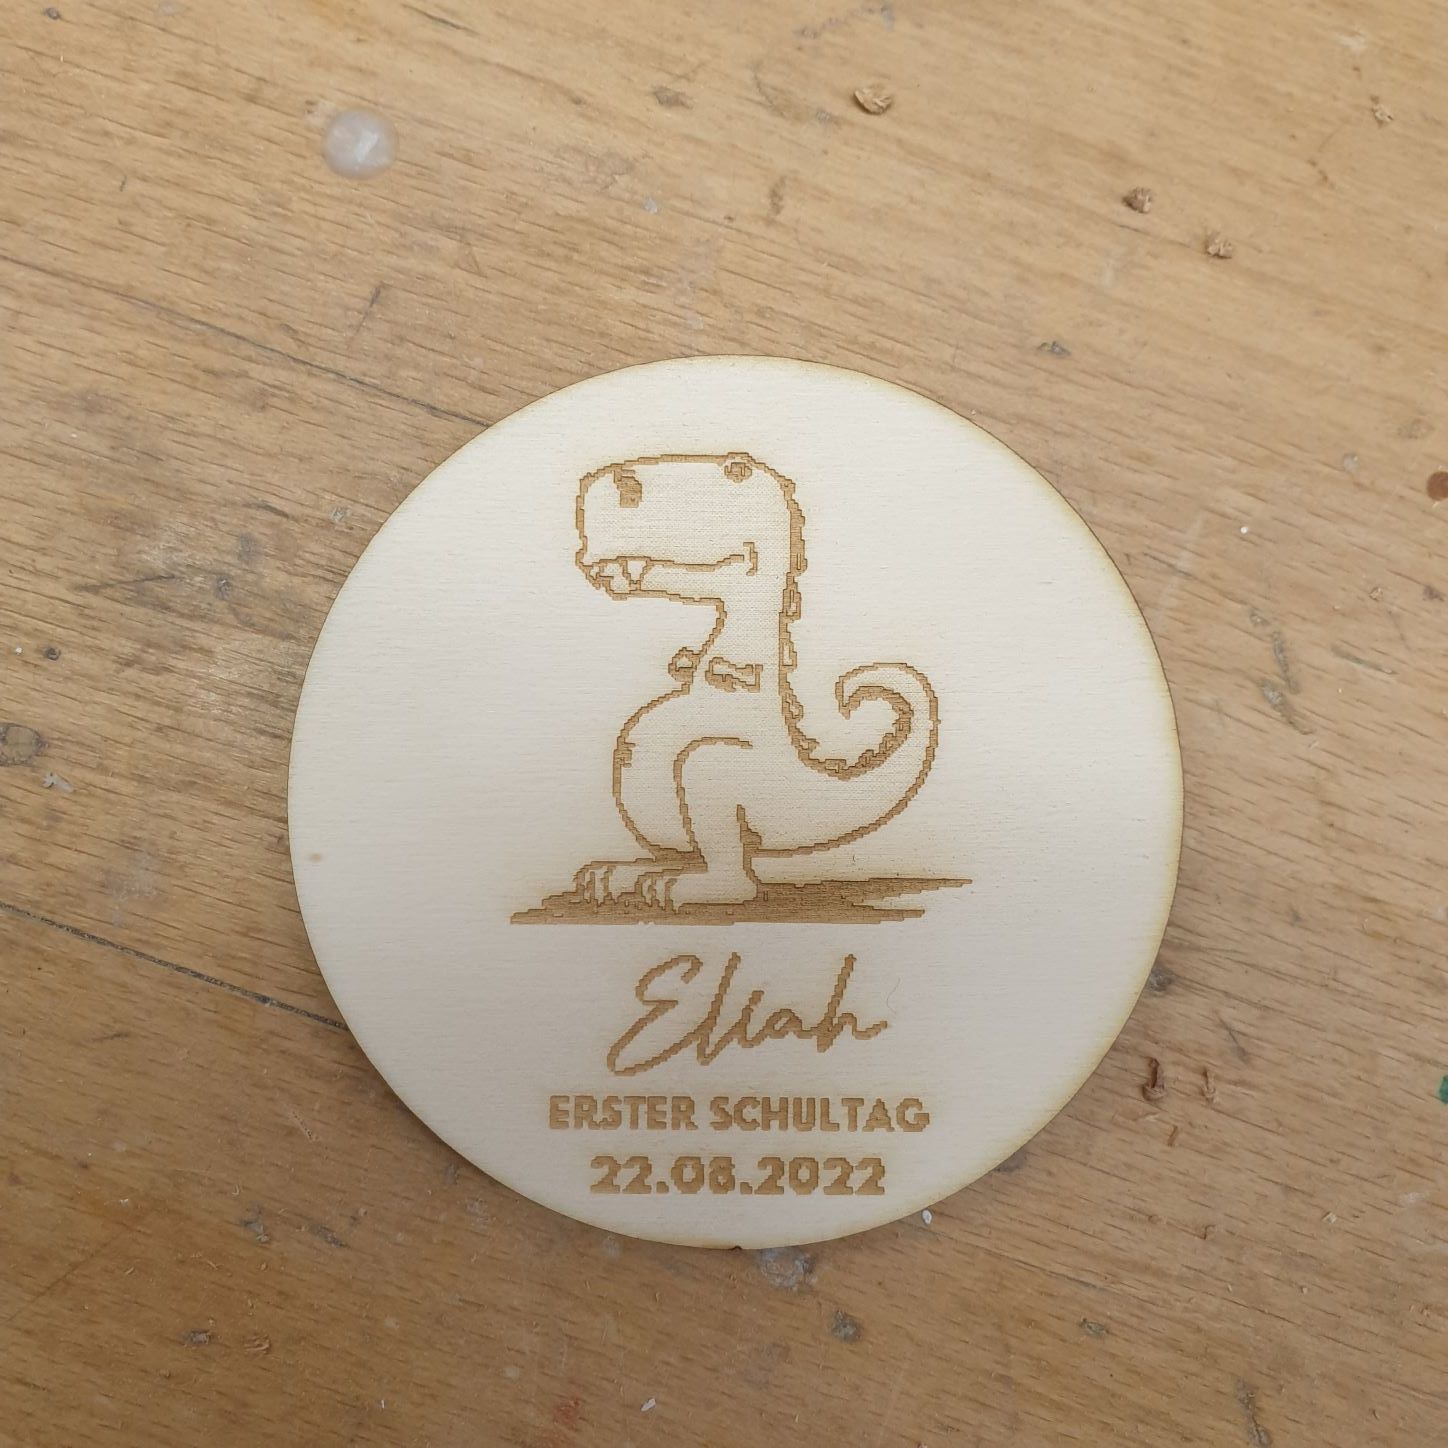 Eliah
ERSTER SCHULTAG
22.08.2022